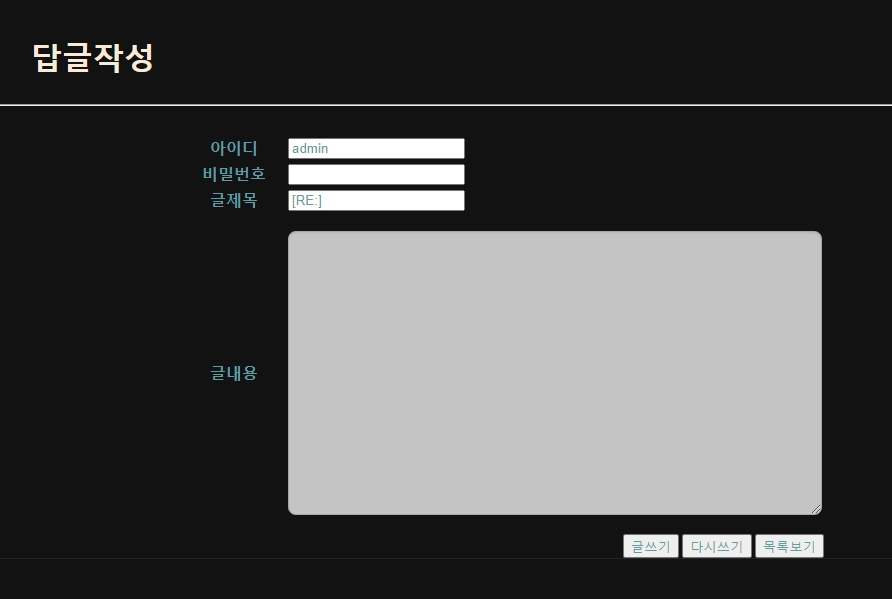 답글작성
아이디 admin
비밀번호
글제목 [RE:]
글내용
글쓰기 다시쓰기 목록보기